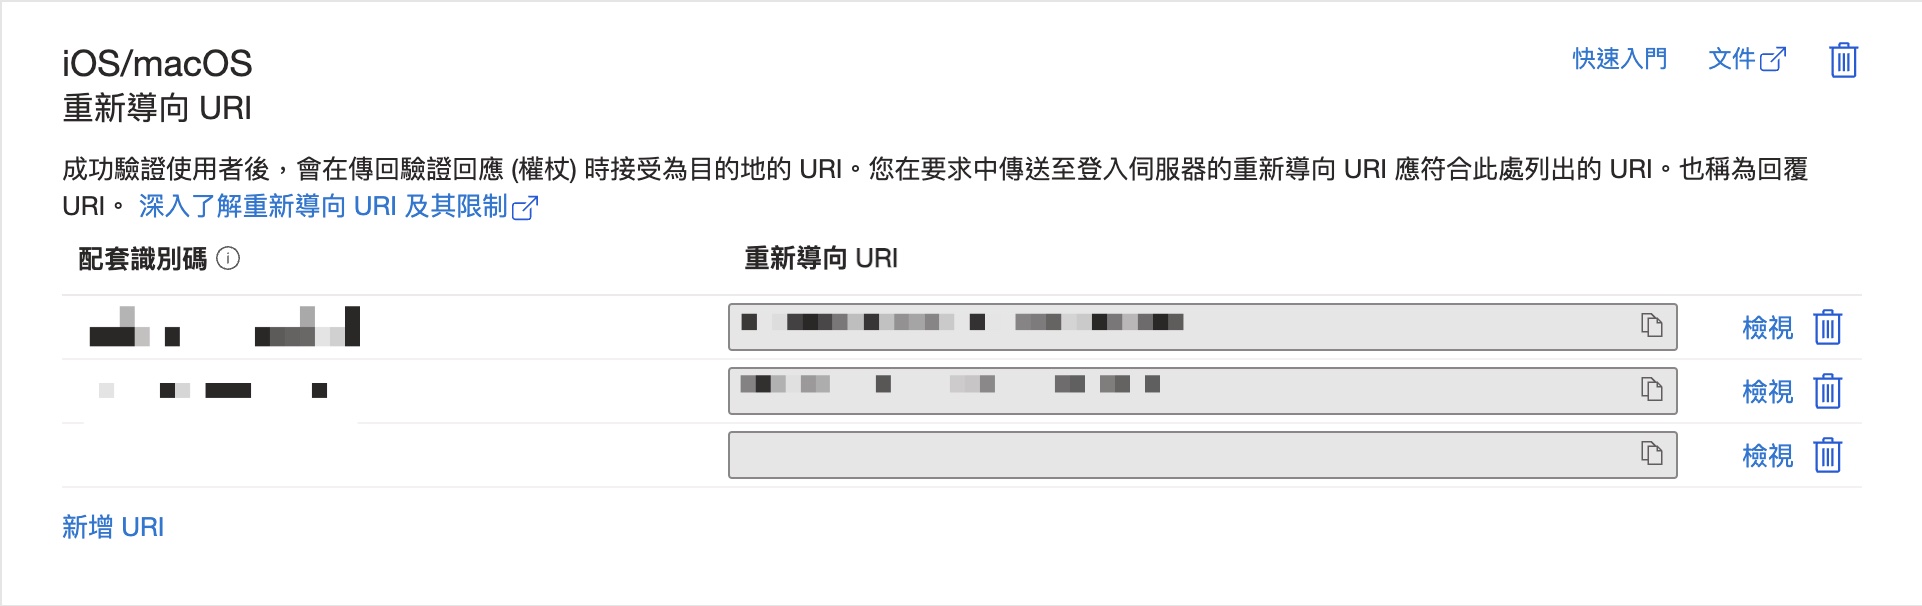 iOS/macOS
快速入門
文件
重新導向 URI
成功驗證使用者後，會在傳回驗證回應 (權杖) 時接受為目的地的 URI。您在要求中傳送至登入伺服器的重新導向 URI 應符合此處列出的 URI。也稱為回覆
URI。 深入了解重新導向 URI 及其限制
配套識別碼
重新導向 URI
檢視
檢視
檢視
新增 URI